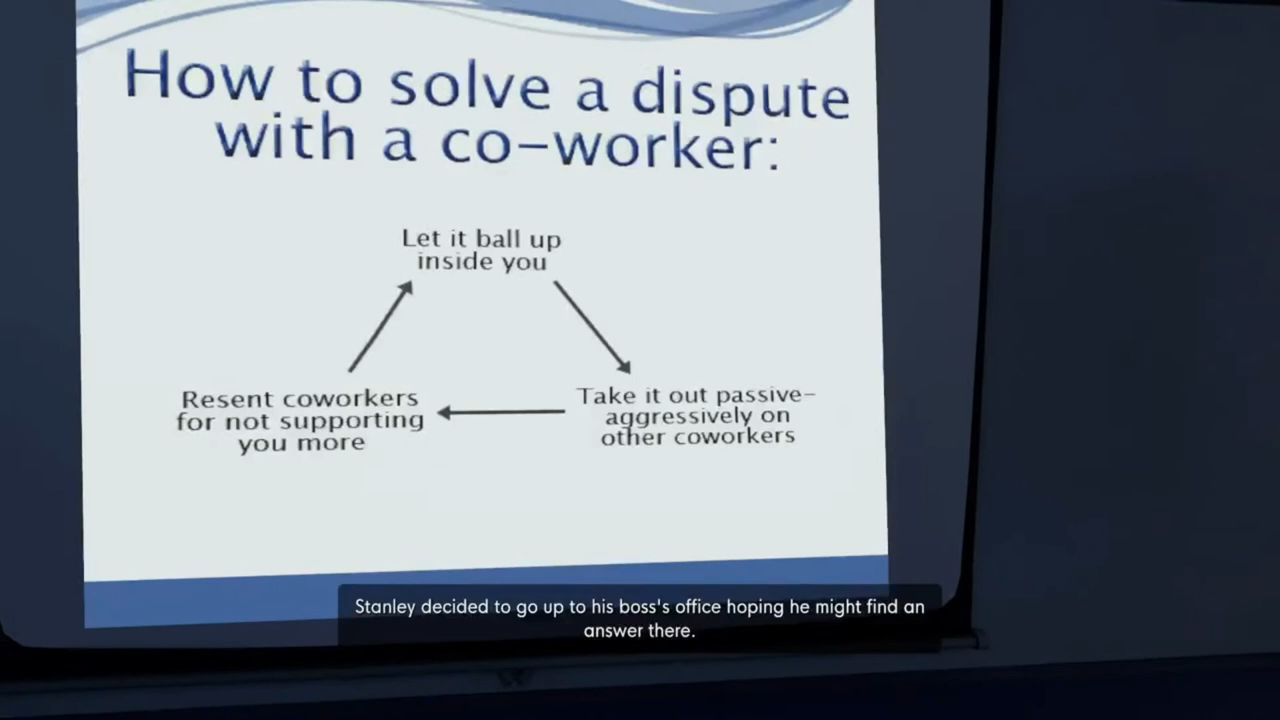 How to solve a dispute
with a co-worker:
Let it ball up
inside you
Take it out passive-
aggressively on
other coworkers
Resent coworkers
for not supporting
you more
Stanley decided to go up to his boss's office hoping he might find an
answer there.